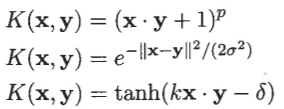 K(x, y) = (x · y + 1)^p
K(x, y) = e^{−‖x−y‖²/(2σ²)}
K(x, y) = tanh(kx · y − δ)